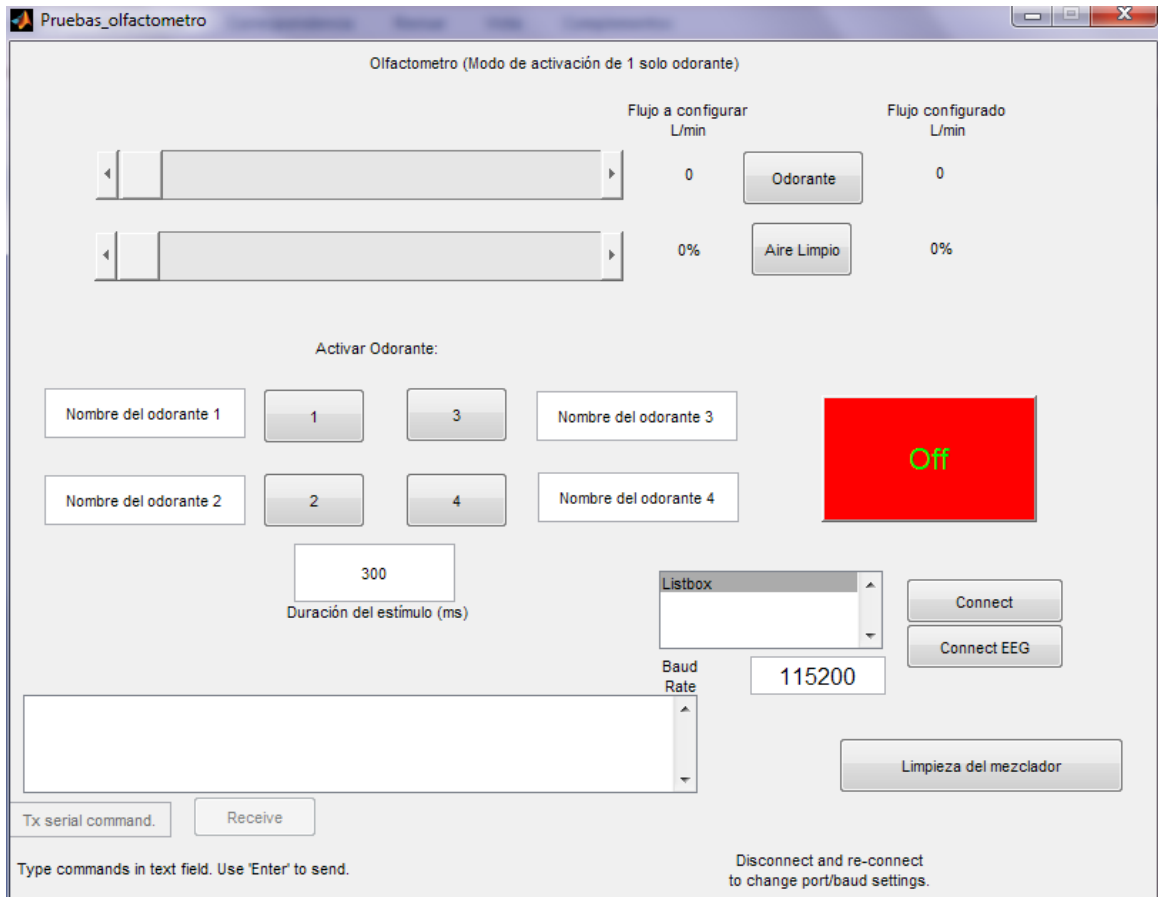 Pruebas_olfactometro
Olfactometro (Modo de activación de 1 solo odorante)
Flujo a configurar
L/min
Flujo configurado
L/min
0
Odorante
0
0%
Aire Limpio
0%
Activar Odorante:
Nombre del odorante 1
1
3
Nombre del odorante 3
Off
Nombre del odorante 2
2
4
Nombre del odorante 4
300
Duración del estímulo (ms)
Listbox
Connect
Connect EEG
Baud
Rate
115200
Limpieza del mezclador
Tx serial command.
Receive
Type commands in text field. Use 'Enter' to send.
Disconnect and re-connect
to change port/baud settings.